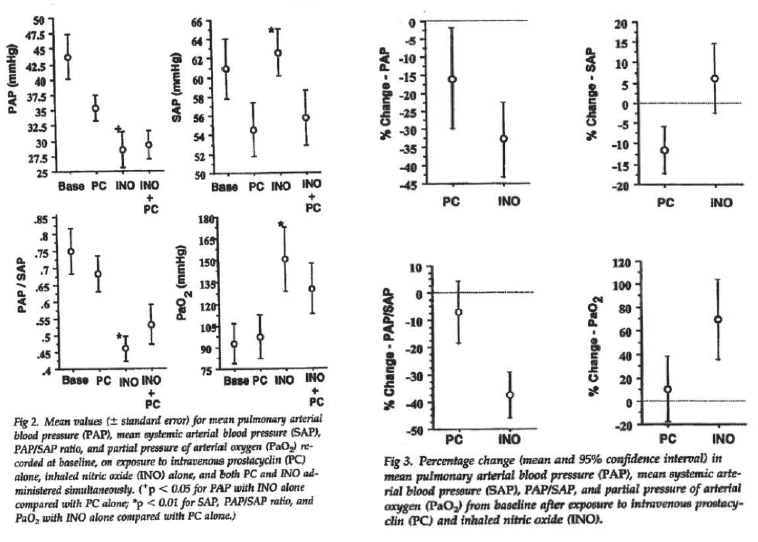 50
47.5
45
42.5
40
37.5
35
32.5
30
27.5
25
PAP (mmHg)
+
Base PC INO INO
+
PC
66
64
62
60
58
56
54
52
50
SAP (mmHg)
*
Base PC INO INO
+
PC
.85
.8
.75
.7
.65
.6
.55
.5
.45
.4
PAP / SAP
*
Base PC INO INO
+
PC
180
165
150
135
120
105
90
75
PaO2 (mmHg)
*
Base PC INO INO
+
PC
Fig 2. Mean values (± standard error) for mean pulmonary arterial
blood pressure (PAP), mean systemic arterial blood pressure (SAP),
PAP/SAP ratio, and partial pressure of arterial oxygen (PaO2) re-
corded at baseline, on exposure to intravenous prostacyclin (PC)
alone, inhaled nitric oxide (INO) alone, and both PC and INO ad-
ministered simultaneously. (+p < 0.05 for PAP with INO alone
compared with PC alone; *p < 0.01 for SAP, PAP/SAP ratio, and
PaO2 with INO alone compared with PC alone.)
0
-5
-10
-15
-20
-25
-30
-35
-40
-45
% Change - PAP
PC INO
20
15
10
5
0
-5
-10
-15
-20
% Change - SAP
PC INO
10
0
-10
-20
-30
-40
-50
% Change - PAP/SAP
PC INO
120
100
80
60
40
20
0
-20
% Change - PaO2
PC INO
Fig 3. Percentage change (mean and 95% confidence interval) in
mean pulmonary arterial blood pressure (PAP), mean systemic arte-
rial blood pressure (SAP), PAP/SAP, and partial pressure of arterial
oxygen (PaO2) from baseline after exposure to intravenous prostacy-
clin (PC) and inhaled nitric oxide (INO).